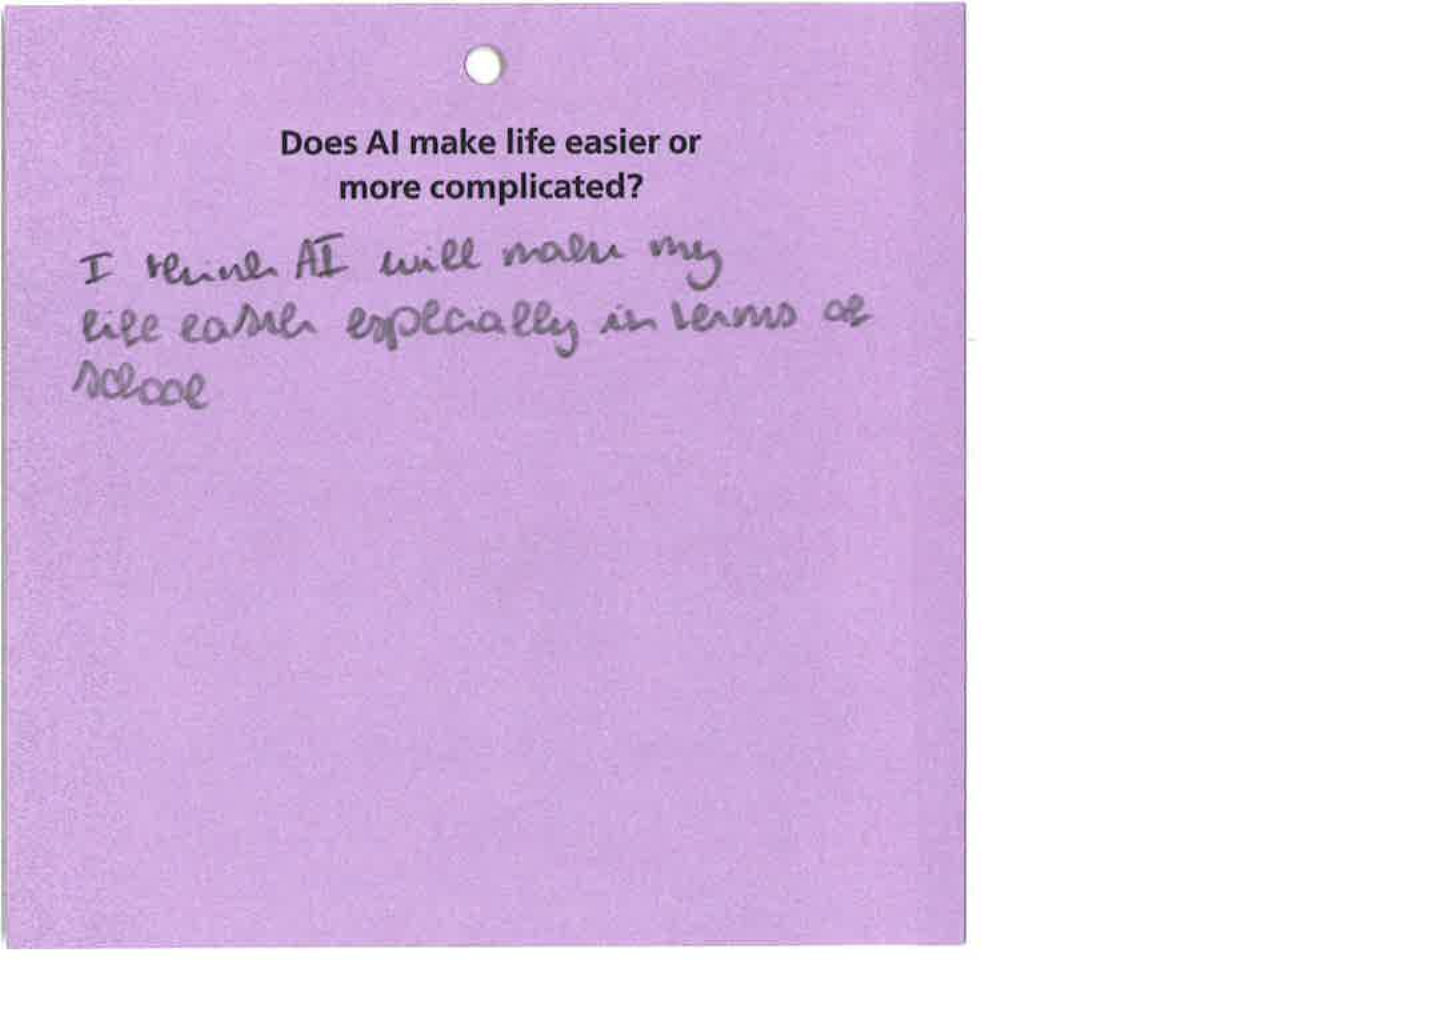 Does AI make life easier or
more complicated?
I think AI will make my
life easier especially in terms of
school